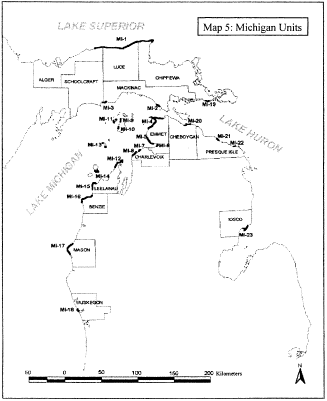 LAKE SUPERIOR
Map 5: Michigan Units
MI-1
LUCE
ALGER
SCHOOLCRAFT
CHIPPEWA
MACKINAC
MI-19
MI-3
MI-2
MI-11
MI-9
MI-4
MI-20
MI-10
EMMET
MI-5
CHEBOYGAN
MI-21
LAKE HURON
MI-13
MI-7
MI-6
MI-22
MI-8
PRESQUE ISLE
CHARLEVOIX
MI-12
LAKE MICHIGAN
MI-14
MI-15
LEELANAU
MI-16
BENZIE
IOSCO
MI-23
MI-17
MASON
MUSKEGON
MI-18
50 0 50 100 150 200 Kilometers
N